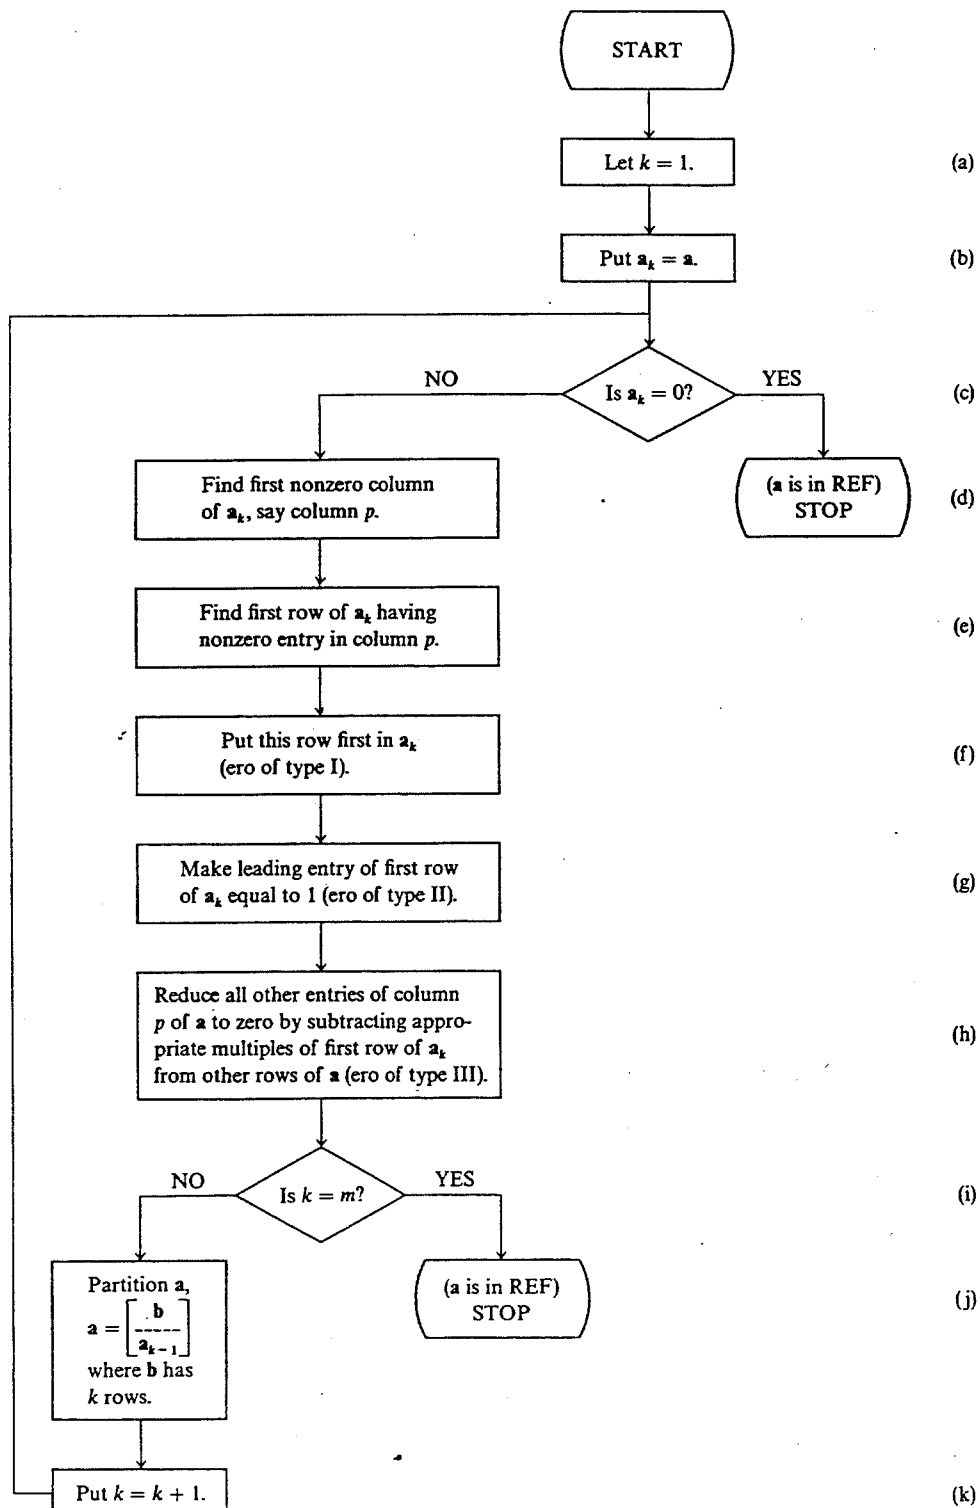 START
Let k = 1. (a)
Put a_k = a. (b)
NO Is a_k = 0? YES (c)
Find first nonzero column
of a_k, say column p.
(a is in REF)
STOP
(d)
Find first row of a_k having
nonzero entry in column p.
(e)
Put this row first in a_k
(ero of type I).
(f)
Make leading entry of first row
of a_k equal to 1 (ero of type II).
(g)
Reduce all other entries of column
p of a to zero by subtracting appro-
priate multiples of first row of a_k
from other rows of a (ero of type III).
(h)
NO Is k = m? YES (i)
Partition a,
a = [b / a_{k-1}]
where b has
k rows.
(a is in REF)
STOP
(j)
Put k = k + 1. (k)